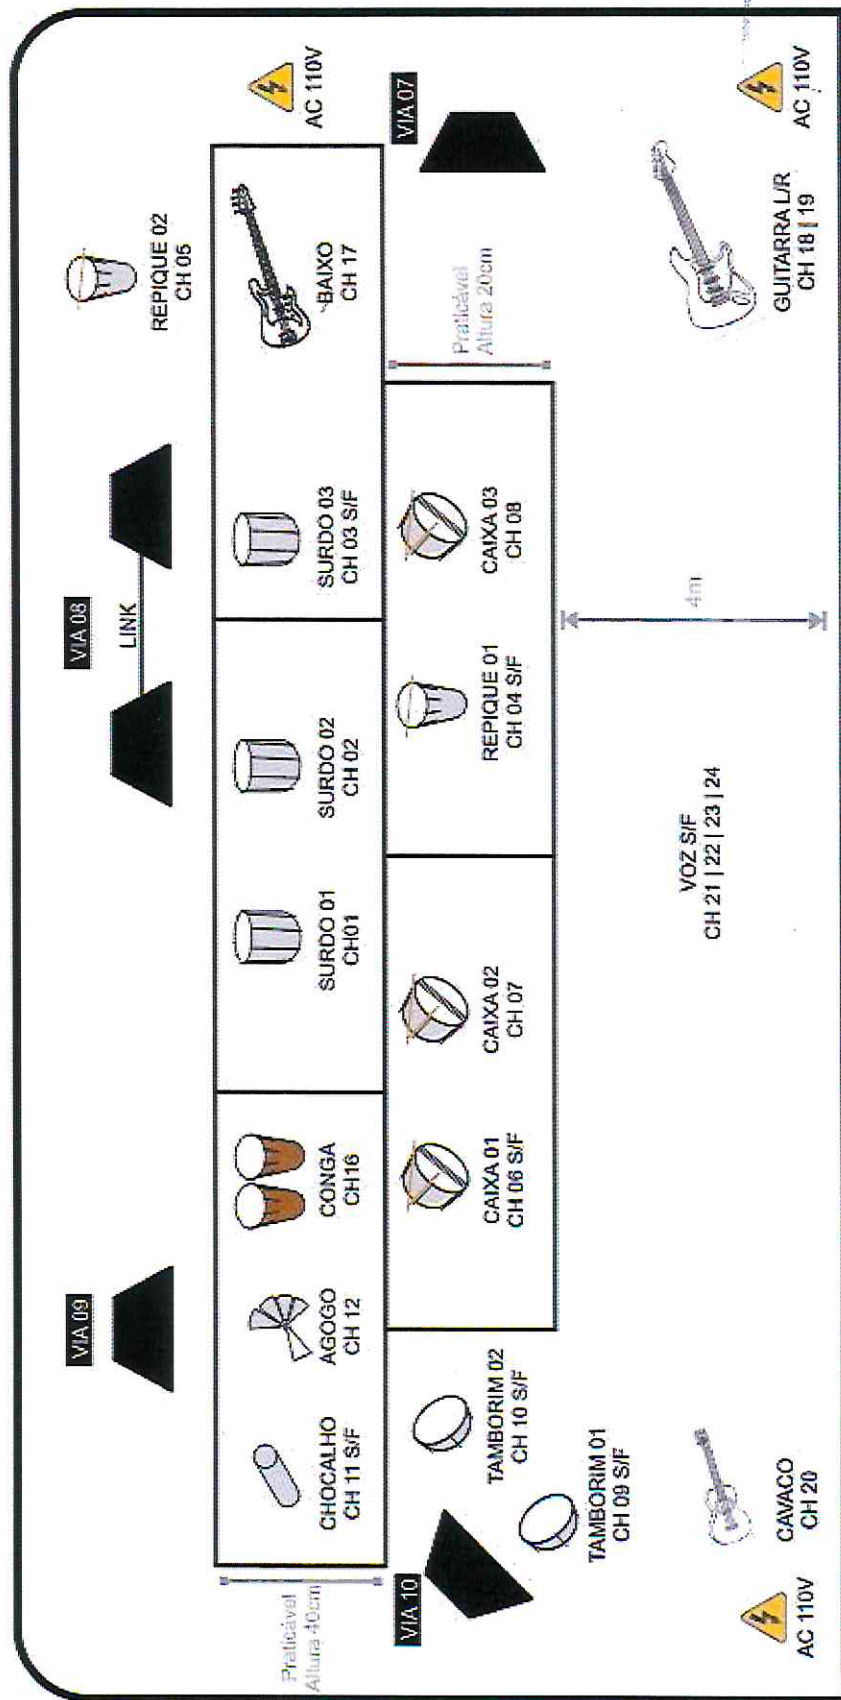 VIA 09
VIA 08
LINK
REPIQUE 02
CH 05
AC 110V
Praticável
Altura 40cm
CHOCALHO
CH 11 S/F
AGOGO
CH 12
CONGA
CH16
SURDO 01
CH01
SURDO 02
CH 02
SURDO 03
CH 03 S/F
BAIXO
CH 17
VIA 10
TAMBORIM 02
CH 10 S/F
TAMBORIM 01
CH 09 S/F
CAIXA 01
CH 06 S/F
CAIXA 02
CH 07
REPIQUE 01
CH 04 S/F
CAIXA 03
CH 08
Praticável
Altura 20cm
VIA 07
AC 110V
CAVACO
CH 20
VOZ S/F
CH 21 | 22 | 23 | 24
4m
GUITARRA L/R
CH 18 | 19
AC 110V